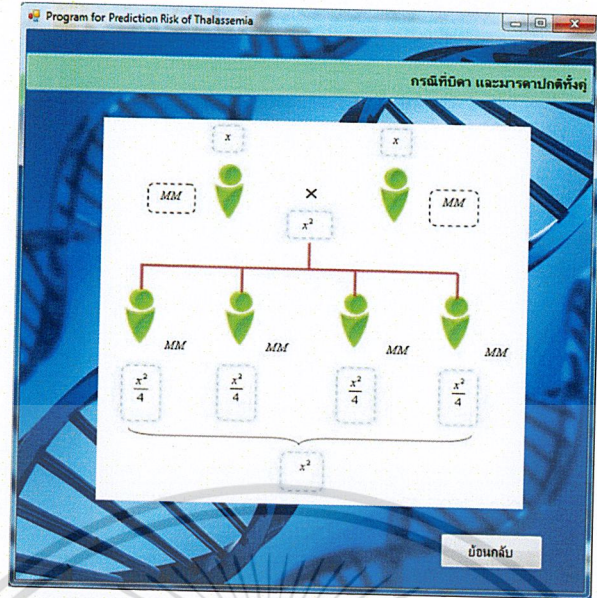 Program for Prediction Risk of Thalassemia
กรณีที่บิดา และมารดาปกติทั้งคู่
x x
MM × MM
x²
MM MM MM MM
x²/4 x²/4 x²/4 x²/4
x²
ย้อนกลับ